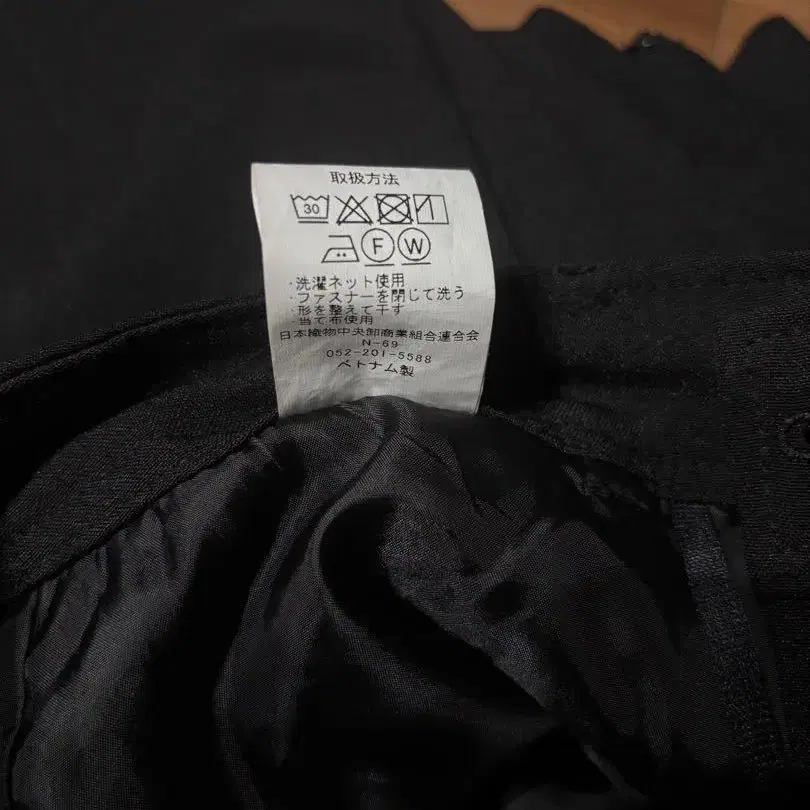 取扱方法
30
F W
・洗濯ネット使用
・ファスナーを閉じて洗う
・形を整えて干す
・当て布使用
日本織物中央卸商業組合連合会
N-69
052-201-5588
ベトナム製